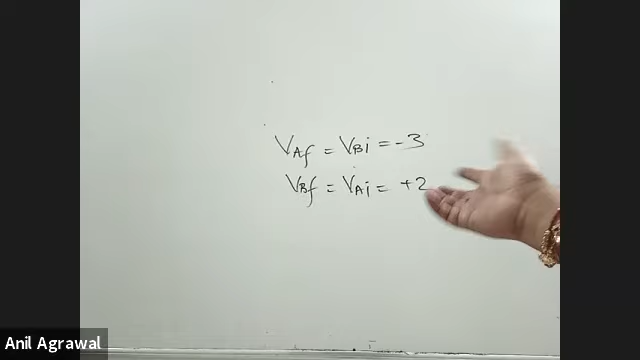 VAf = VBi = -3
VBf = VAi = +2
Anil Agrawal